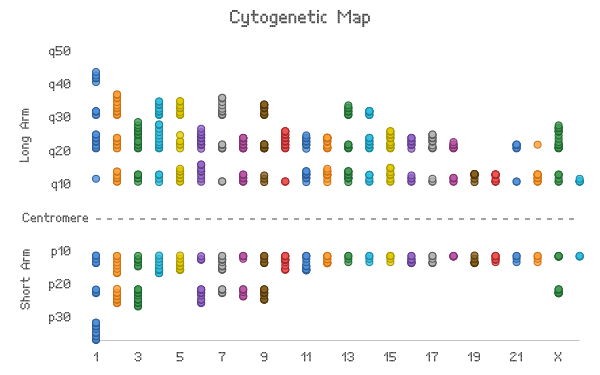 Cytogenetic Map
q50
q40
q30
q20
q10
Long Arm
Centromere
p10
p20
p30
Short Arm
1 3 5 7 9 11 13 15 17 19 21 X